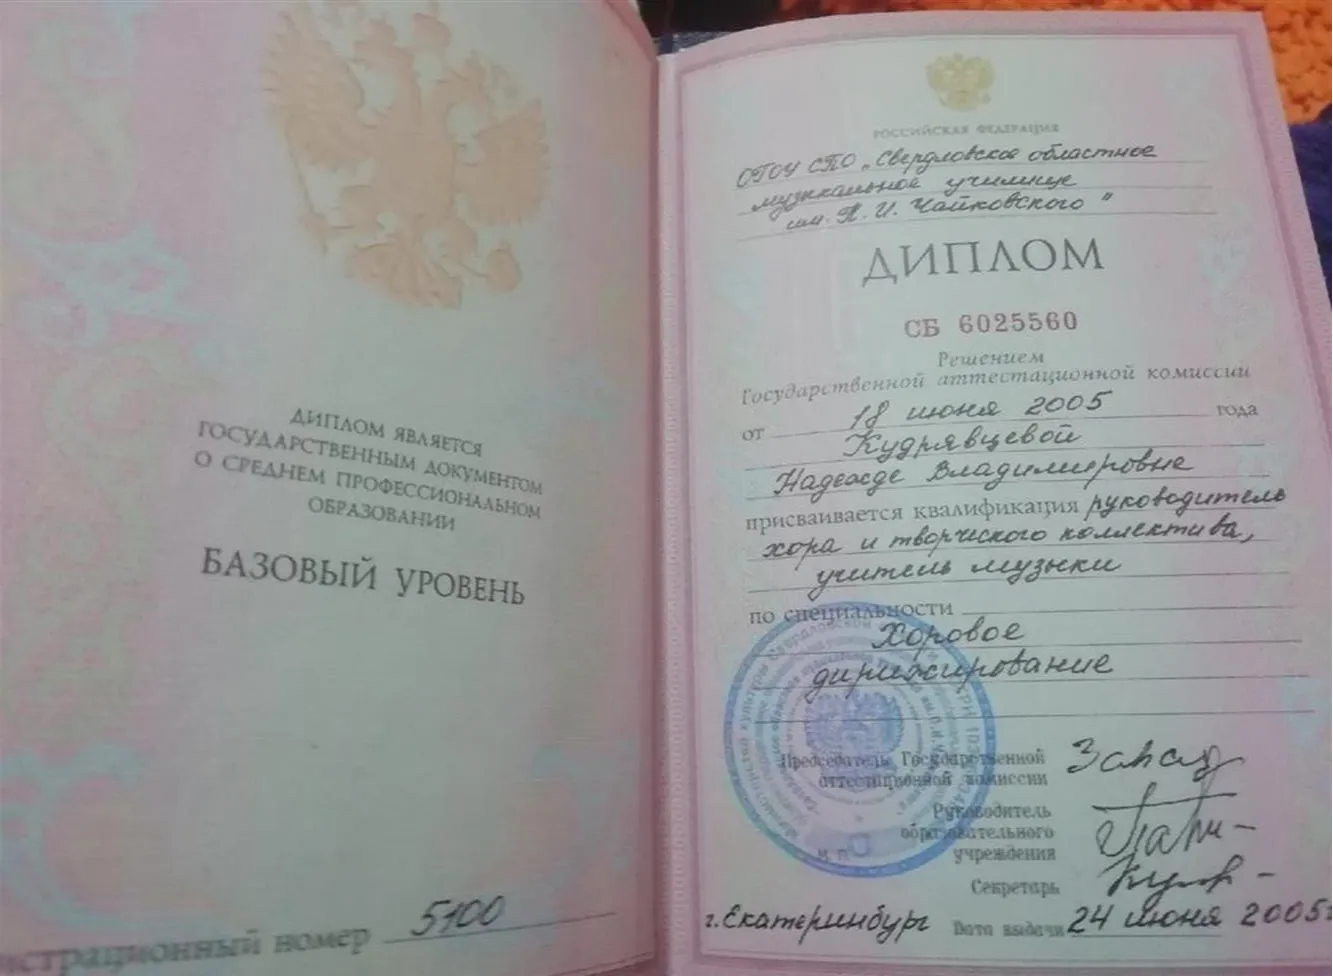 ДИПЛОМ ЯВЛЯЕТСЯ
ГОСУДАРСТВЕННЫМ ДОКУМЕНТОМ
О СРЕДНЕМ ПРОФЕССИОНАЛЬНОМ
ОБРАЗОВАНИИ
БАЗОВЫЙ УРОВЕНЬ
истрационный номер 5100
РОССИЙСКАЯ ФЕДЕРАЦИЯ
ОГОУ СПО „Свердловское областное
музыкальное училище
им. П. И. Чайковского"
ДИПЛОМ
СБ 6025560
Решением
Государственной аттестационной комиссии
от 18 июня 2005 года
Кудрявцевой
Надежде Владимировне
присваивается квалификация руководитель
хора и творческого коллектива,
учитель музыки
по специальности
Хоровое
дирижирование
Председатель Государственной
аттестационной комиссии
Руководитель
образовательного
учреждения
Секретарь
М. П.
г. Екатеринбург Дата выдачи 24 июня 2005 г